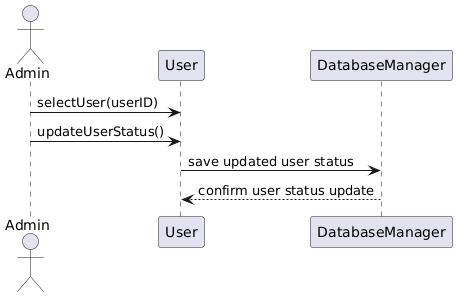 Admin
User
DatabaseManager
selectUser(userID)
updateUserStatus()
save updated user status
confirm user status update
Admin
User
DatabaseManager